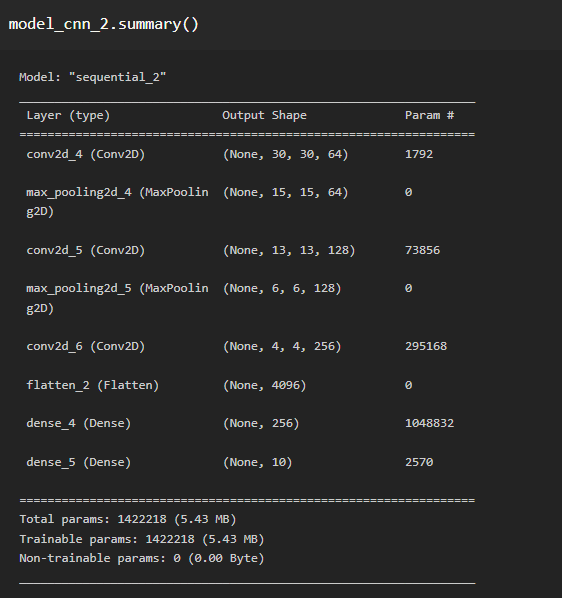 model_cnn_2.summary()
Model: "sequential_2"
Layer (type) Output Shape Param #
=================================================================
conv2d_4 (Conv2D) (None, 30, 30, 64) 1792
max_pooling2d_4 (MaxPoolin (None, 15, 15, 64) 0
g2D)
conv2d_5 (Conv2D) (None, 13, 13, 128) 73856
max_pooling2d_5 (MaxPoolin (None, 6, 6, 128) 0
g2D)
conv2d_6 (Conv2D) (None, 4, 4, 256) 295168
flatten_2 (Flatten) (None, 4096) 0
dense_4 (Dense) (None, 256) 1048832
dense_5 (Dense) (None, 10) 2570
=================================================================
Total params: 1422218 (5.43 MB)
Trainable params: 1422218 (5.43 MB)
Non-trainable params: 0 (0.00 Byte)